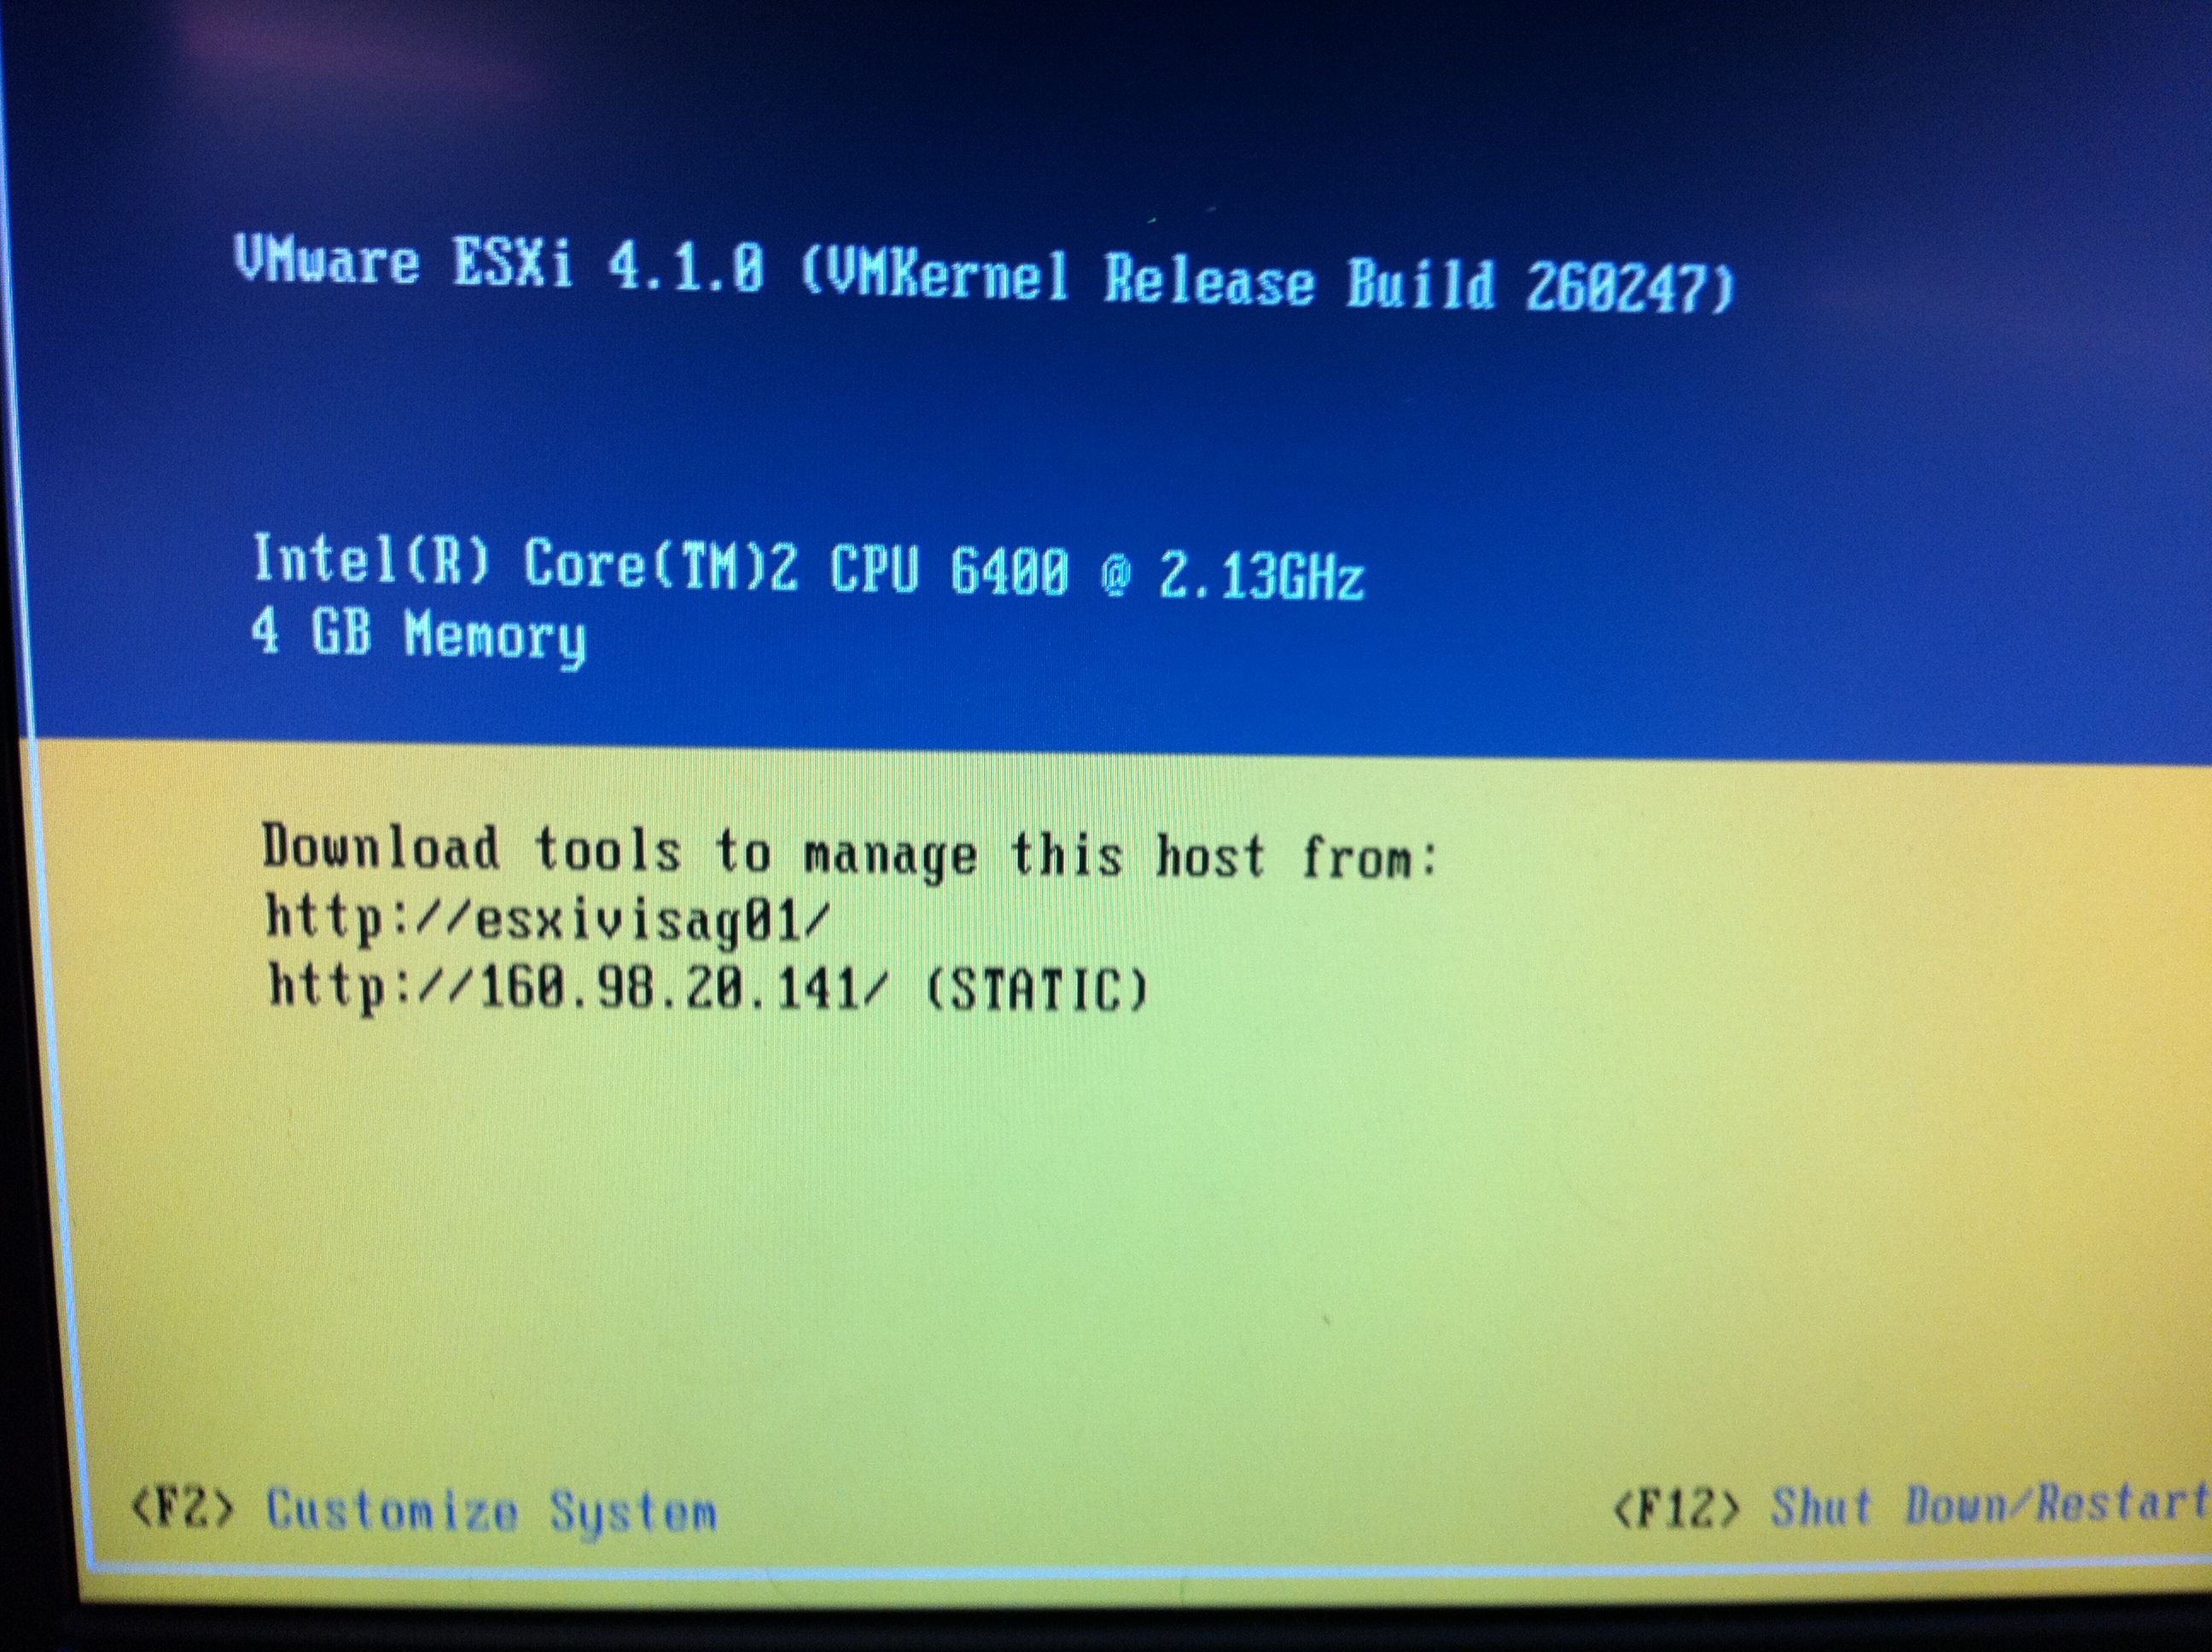 VMware ESXi 4.1.0 (VMKernel Release Build 260247)
Intel(R) Core(TM)2 CPU 6400 @ 2.13GHz
4 GB Memory
Download tools to manage this host from:
http://esxivisag01/
http://160.98.20.141/ (STATIC)
<F2> Customize System
<F12> Shut Down/Restart